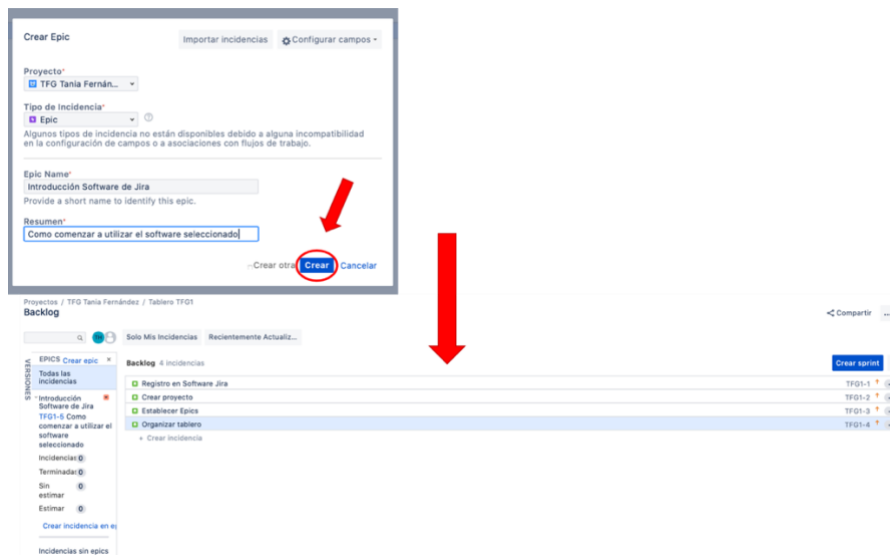 Crear Epic
Importar incidencias
Configurar campos
Proyecto*
TFG Tania Fernán...
Tipo de Incidencia*
Epic
Algunos tipos de incidencia no están disponibles debido a alguna incompatibilidad
en la configuración de campos o a asociaciones con flujos de trabajo.
Epic Name*
Introducción Software de Jira
Provide a short name to identify this epic.
Resumen*
Como comenzar a utilizar el software seleccionado
Crear otra Crear Cancelar
Proyectos / TFG Tania Fernández / Tablero TFG1
Backlog
Compartir ...
Solo Mis Incidencias Recientemente Actualiz...
VERSIONES
EPICS Crear epic ×
Todas las
incidencias
Introducción
Software de Jira
TFG1-5 Como
comenzar a utilizar el
software
seleccionado
Incidencias 0
Terminadas 0
Sin 0
estimar
Estimar 0
Crear incidencia en ep
Incidencias sin epics
Backlog 4 incidencias
Crear sprint
Registro en Software Jira TFG1-1
Crear proyecto TFG1-2
Establecer Epics TFG1-3
Organizar tablero TFG1-4
+ Crear incidencia